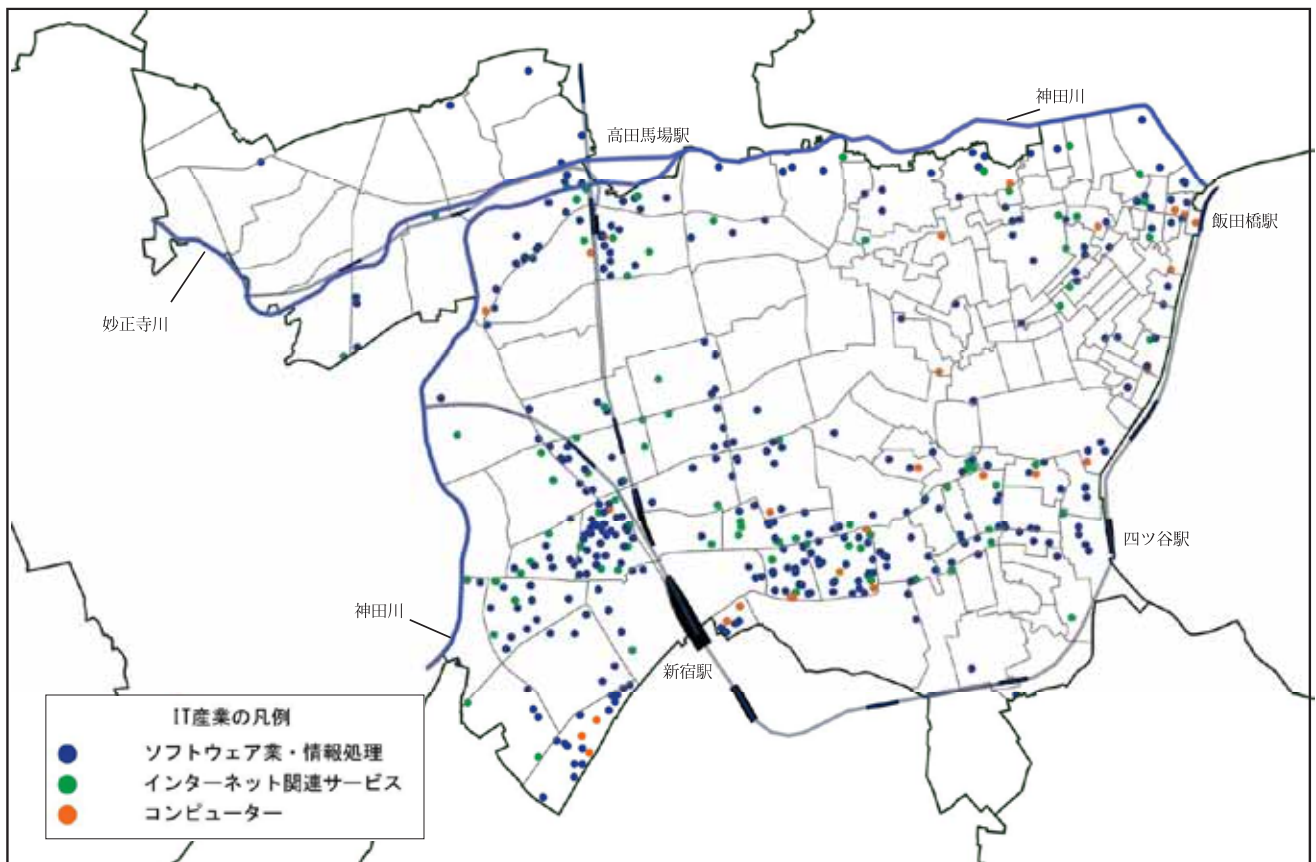 神田川
高田馬場駅
飯田橋駅
妙正寺川
四ツ谷駅
神田川
新宿駅
IT産業の凡例
ソフトウェア業・情報処理
インターネット関連サービス
コンピューター